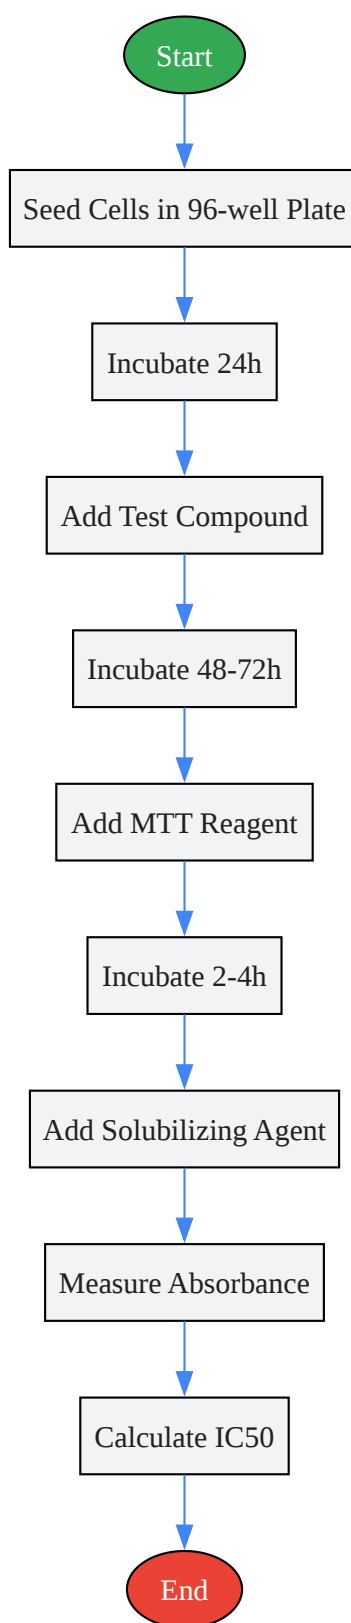 Start
Seed Cells in 96-well Plate
Incubate 24h
Add Test Compound
Incubate 48-72h
Add MTT Reagent
Incubate 2-4h
Add Solubilizing Agent
Measure Absorbance
Calculate IC50
End